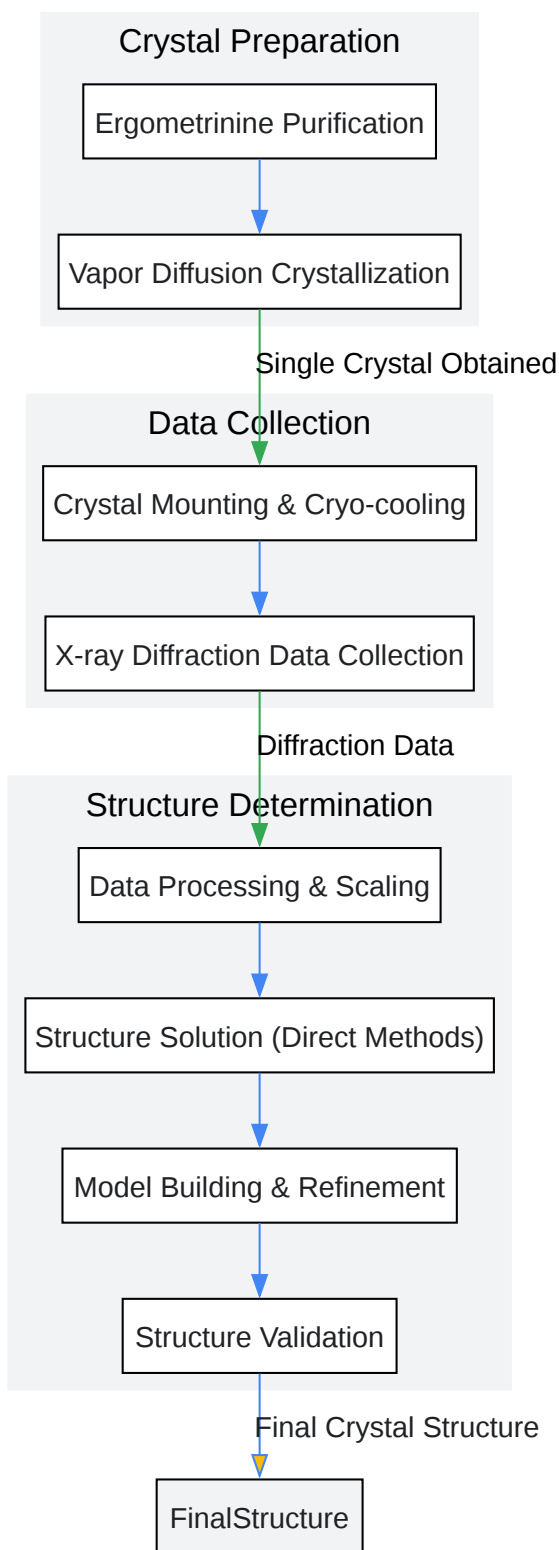 Crystal Preparation
Ergometrinine Purification
Vapor Diffusion Crystallization
Single Crystal Obtained
Data Collection
Crystal Mounting & Cryo-cooling
X-ray Diffraction Data Collection
Diffraction Data
Structure Determination
Data Processing & Scaling
Structure Solution (Direct Methods)
Model Building & Refinement
Structure Validation
Final Crystal Structure
FinalStructure